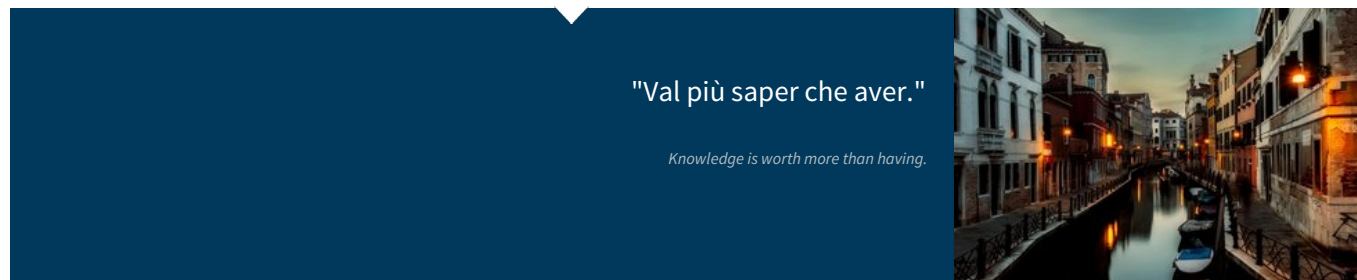 "Val più saper che aver."
Knowledge is worth more than having.